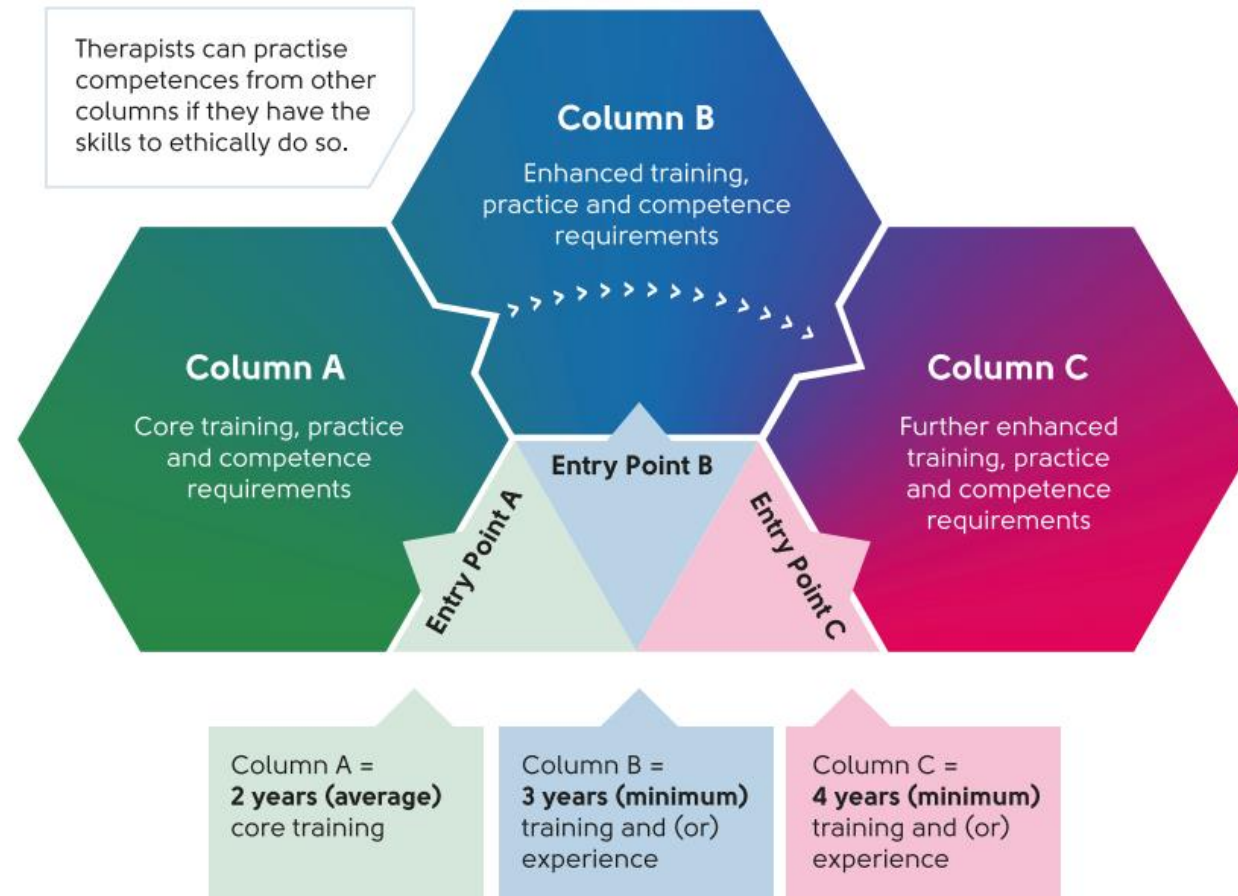 Therapists can practise
competences from other
columns if they have the
skills to ethically do so.
Column B
Enhanced training,
practice and competence
requirements
Column A
Core training, practice
and competence
requirements
Column C
Further enhanced
training, practice
and competence
requirements
Entry Point A
Entry Point B
Entry Point C
Column A =
2 years (average)
core training
Column B =
3 years (minimum)
training and (or)
experience
Column C =
4 years (minimum)
training and (or)
experience